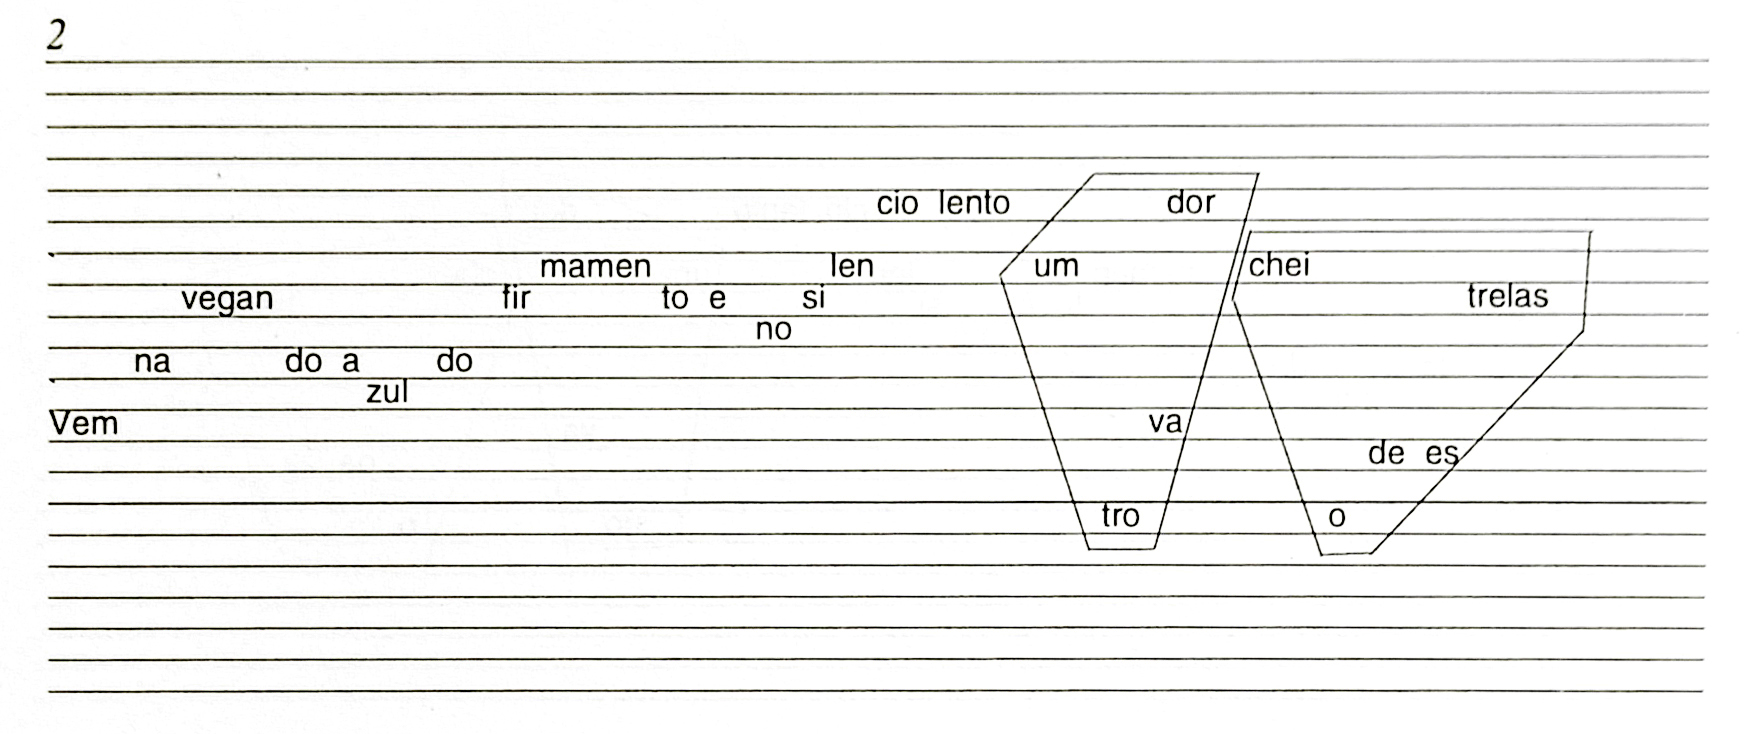 2
cio lento dor
mamen len um chei
vegan fir to e si trelas
no
na do a do
zul
Vem va
de es
tro o